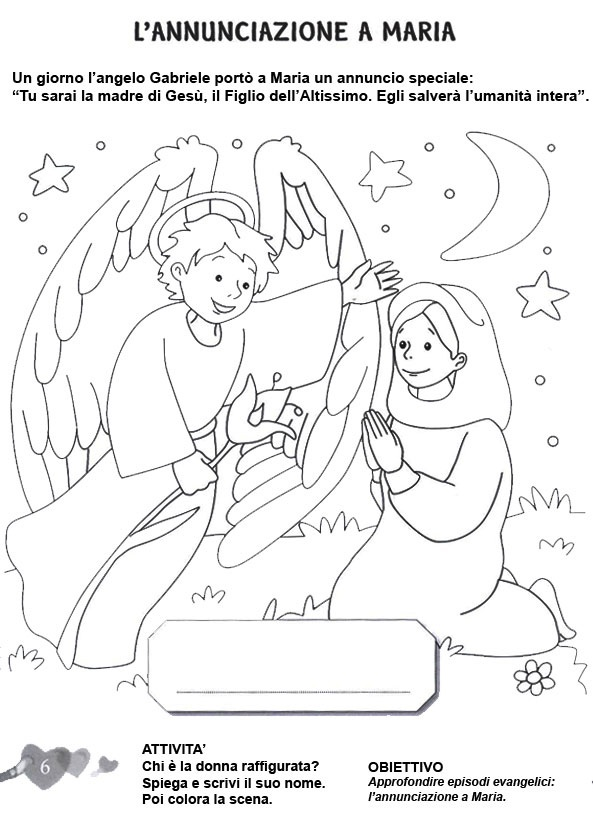 L'ANNUNCIAZIONE A MARIA
Un giorno l'angelo Gabriele portò a Maria un annuncio speciale:
"Tu sarai la madre di Gesù, il Figlio dell'Altissimo. Egli salverà l'umanità intera".
6
ATTIVITA'
Chi è la donna raffigurata?
Spiega e scrivi il suo nome.
Poi colora la scena.
OBIETTIVO
Approfondire episodi evangelici:
l'annunciazione a Maria.